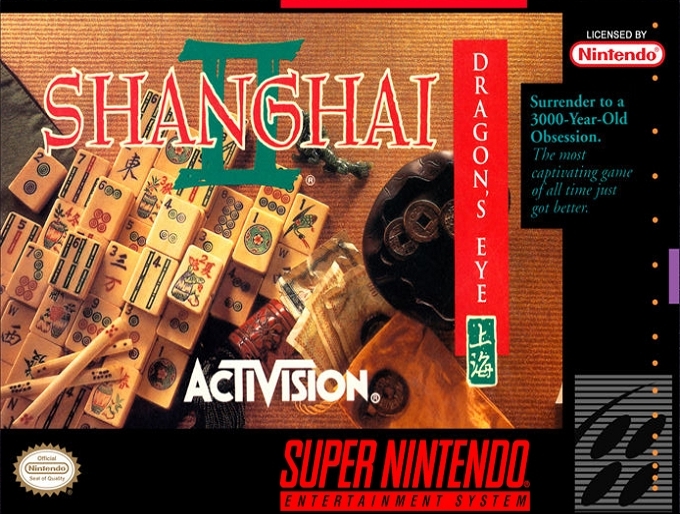 LICENSED BY
Nintendo®
II
SHANGHAI
®
DRAGON'S EYE
上海
Surrender to a
3000-Year-Old
Obsession.
The most
captivating game
of all time just
got better.
東
ACTIVISION®
Official
Nintendo
Seal of Quality
SUPER NINTENDO®
ENTERTAINMENT SYSTEM